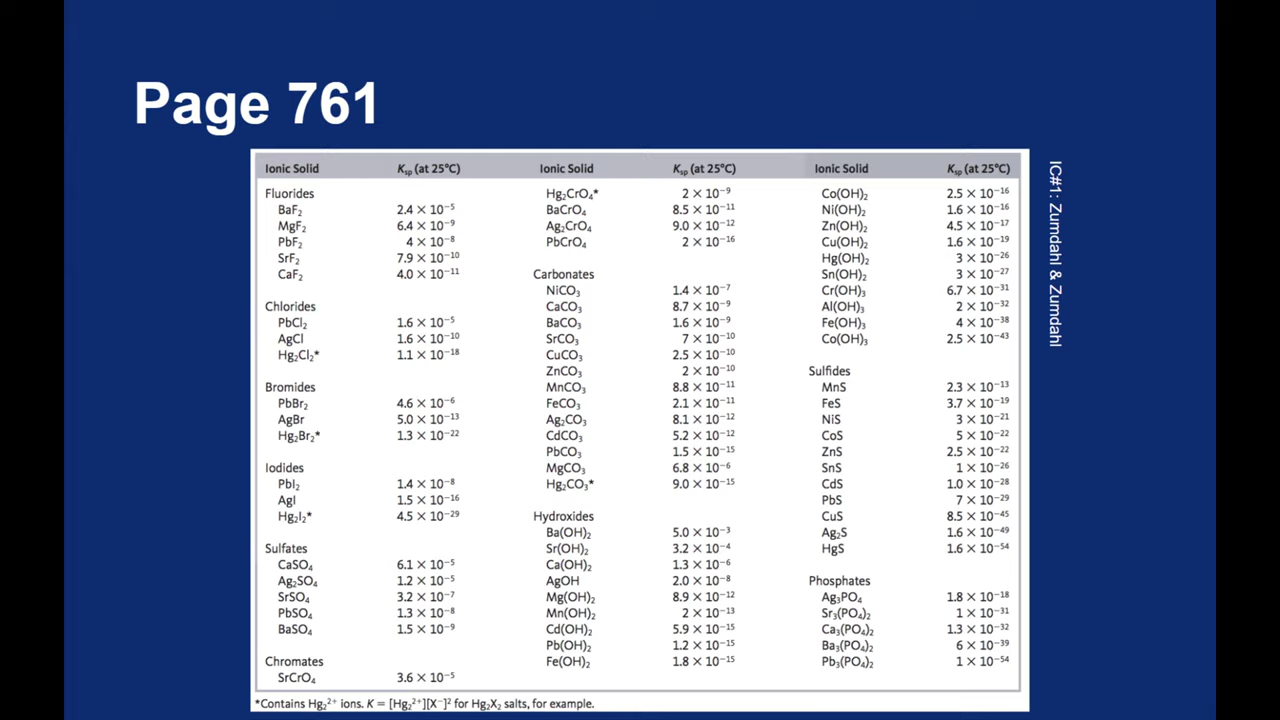 Page 761
Ionic Solid Ksp (at 25°C) Ionic Solid Ksp (at 25°C) Ionic Solid Ksp (at 25°C)
Fluorides Hg₂CrO₄* 2 × 10⁻⁹ Co(OH)₂ 2.5 × 10⁻¹⁶
BaF₂ 2.4 × 10⁻⁵ BaCrO₄ 8.5 × 10⁻¹¹ Ni(OH)₂ 1.6 × 10⁻¹⁶
MgF₂ 6.4 × 10⁻⁹ Ag₂CrO₄ 9.0 × 10⁻¹² Zn(OH)₂ 4.5 × 10⁻¹⁷
PbF₂ 4 × 10⁻⁸ PbCrO₄ 2 × 10⁻¹⁶ Cu(OH)₂ 1.6 × 10⁻¹⁹
SrF₂ 7.9 × 10⁻¹⁰ Hg(OH)₂ 3 × 10⁻²⁶
CaF₂ 4.0 × 10⁻¹¹ Carbonates Sn(OH)₂ 3 × 10⁻²⁷
NiCO₃ 1.4 × 10⁻⁷ Cr(OH)₃ 6.7 × 10⁻³¹
Chlorides CaCO₃ 8.7 × 10⁻⁹ Al(OH)₃ 2 × 10⁻³²
PbCl₂ 1.6 × 10⁻⁵ BaCO₃ 1.6 × 10⁻⁹ Fe(OH)₃ 4 × 10⁻³⁸
AgCl 1.6 × 10⁻¹⁰ SrCO₃ 7 × 10⁻¹⁰ Co(OH)₃ 2.5 × 10⁻⁴³
Hg₂Cl₂* 1.1 × 10⁻¹⁸ CuCO₃ 2.5 × 10⁻¹⁰
ZnCO₃ 2 × 10⁻¹⁰ Sulfides
Bromides MnCO₃ 8.8 × 10⁻¹¹ MnS 2.3 × 10⁻¹³
PbBr₂ 4.6 × 10⁻⁶ FeCO₃ 2.1 × 10⁻¹¹ FeS 3.7 × 10⁻¹⁹
AgBr 5.0 × 10⁻¹³ Ag₂CO₃ 8.1 × 10⁻¹² NiS 3 × 10⁻²¹
Hg₂Br₂* 1.3 × 10⁻²² CdCO₃ 5.2 × 10⁻¹² CoS 5 × 10⁻²²
PbCO₃ 1.5 × 10⁻¹⁵ ZnS 2.5 × 10⁻²²
Iodides MgCO₃ 6.8 × 10⁻⁶ SnS 1 × 10⁻²⁶
PbI₂ 1.4 × 10⁻⁸ Hg₂CO₃* 9.0 × 10⁻¹⁵ CdS 1.0 × 10⁻²⁸
AgI 1.5 × 10⁻¹⁶ PbS 7 × 10⁻²⁹
Hg₂I₂* 4.5 × 10⁻²⁹ Hydroxides CuS 8.5 × 10⁻⁴⁵
Ba(OH)₂ 5.0 × 10⁻³ Ag₂S 1.6 × 10⁻⁴⁹
Sulfates Sr(OH)₂ 3.2 × 10⁻⁴ HgS 1.6 × 10⁻⁵⁴
CaSO₄ 6.1 × 10⁻⁵ Ca(OH)₂ 1.3 × 10⁻⁶
Ag₂SO₄ 1.2 × 10⁻⁵ AgOH 2.0 × 10⁻⁸ Phosphates
SrSO₄ 3.2 × 10⁻⁷ Mg(OH)₂ 8.9 × 10⁻¹² Ag₃PO₄ 1.8 × 10⁻¹⁸
PbSO₄ 1.3 × 10⁻⁸ Mn(OH)₂ 2 × 10⁻¹³ Sr₃(PO₄)₂ 1 × 10⁻³¹
BaSO₄ 1.5 × 10⁻⁹ Cd(OH)₂ 5.9 × 10⁻¹⁵ Ca₃(PO₄)₂ 1.3 × 10⁻³²
Pb(OH)₂ 1.2 × 10⁻¹⁵ Ba₃(PO₄)₂ 6 × 10⁻³⁹
Chromates Fe(OH)₂ 1.8 × 10⁻¹⁵ Pb₃(PO₄)₂ 1 × 10⁻⁵⁴
SrCrO₄ 3.6 × 10⁻⁵
*Contains Hg₂²⁺ ions. K = [Hg₂²⁺][X⁻]² for Hg₂X₂ salts, for example.
IC#1: Zumdahl & Zumdahl